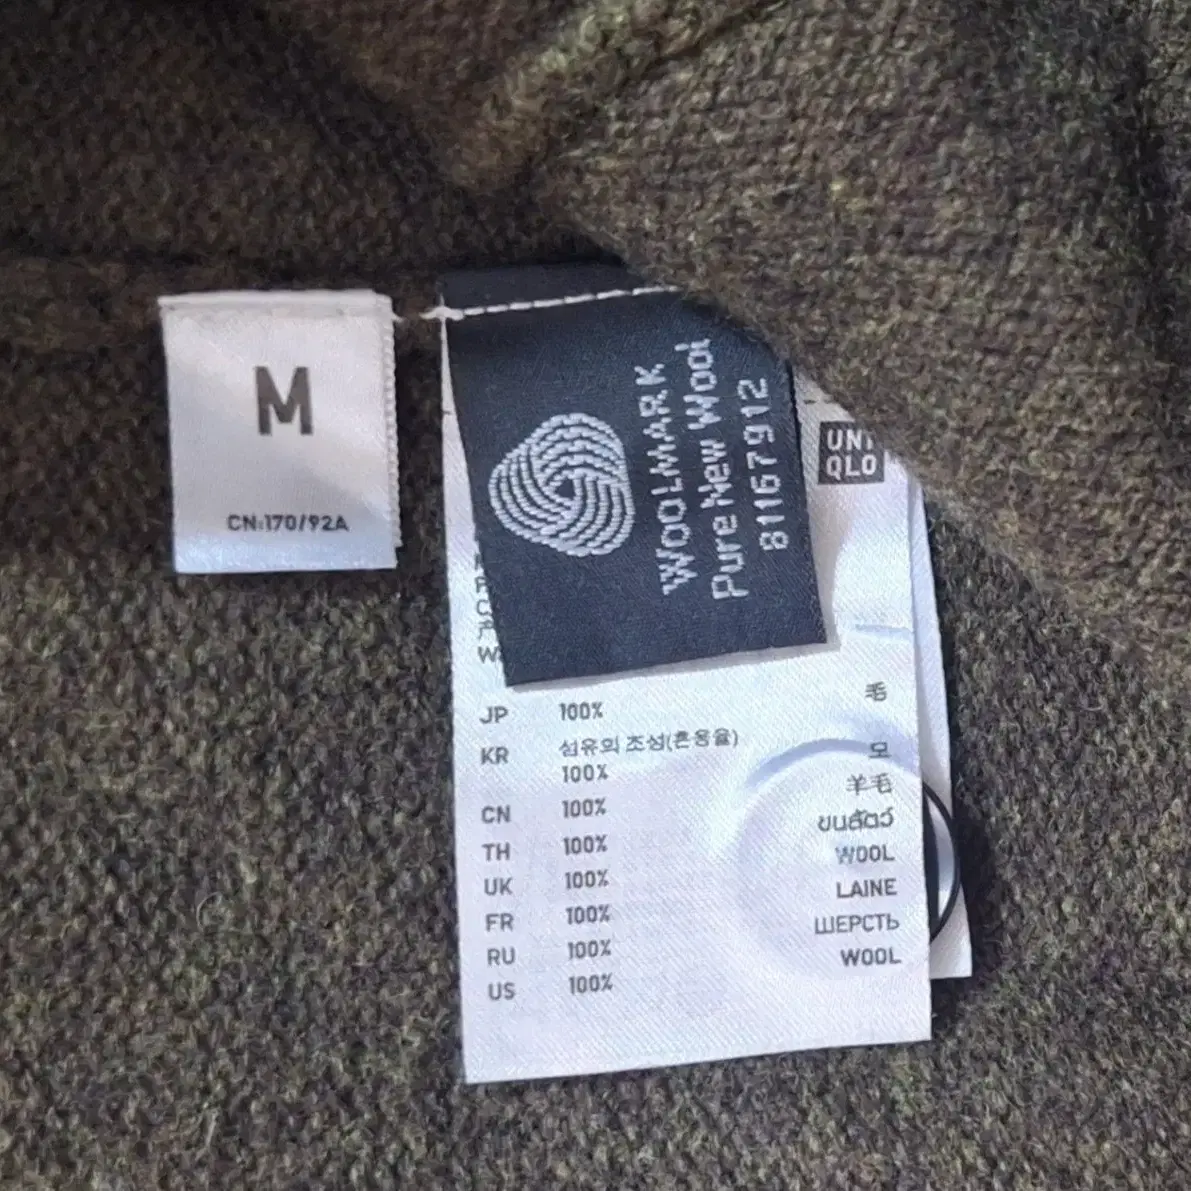 M
CN:170/92A
WOOLMARK
Pure New Wool
81167912
UNI
QLO
JP 100% 毛
KR 섬유의 조성(혼용율)
100% 모
CN 100% 羊毛
TH 100% ขนสัตว์
UK 100% WOOL
FR 100% LAINE
RU 100% ШЕРСТЬ
US 100% WOOL